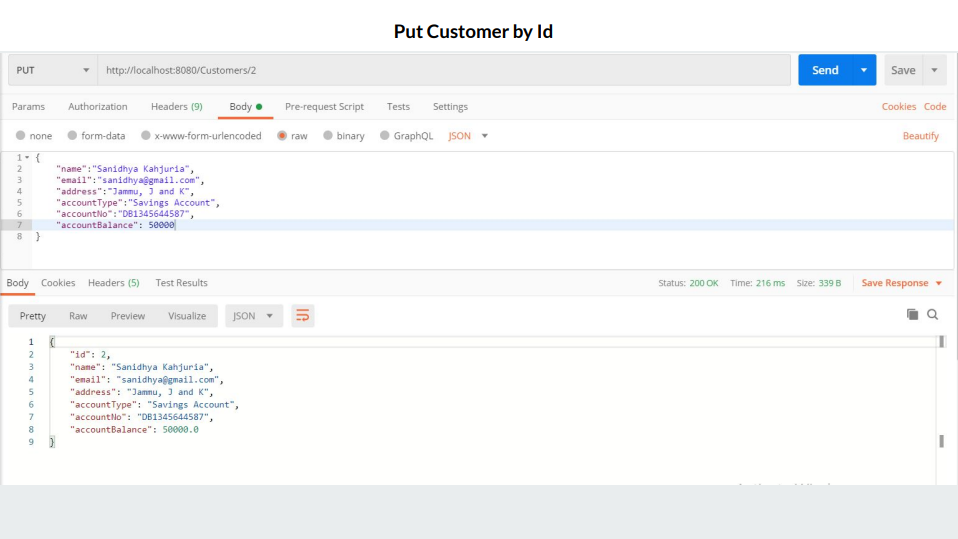 Put Customer by Id
PUT http://localhost:8080/Customers/2 Send Save
Params Authorization Headers (9) Body Pre-request Script Tests Settings Cookies Code
none form-data x-www-form-urlencoded raw binary GraphQL JSON Beautify
1 {
2 "name":"Sanidhya Kahjuria",
3 "email":"sanidhya@gmail.com",
4 "address":"Jammu, J and K",
5 "accountType":"Savings Account",
6 "accountNo":"DB1345644587",
7 "accountBalance": 50000
8 }
Body Cookies Headers (5) Test Results Status: 200 OK Time: 216 ms Size: 339 B Save Response
Pretty Raw Preview Visualize JSON
1 {
2 "id": 2,
3 "name": "Sanidhya Kahjuria",
4 "email": "sanidhya@gmail.com",
5 "address": "Jammu, J and K",
6 "accountType": "Savings Account",
7 "accountNo": "DB1345644587",
8 "accountBalance": 50000.0
9 }